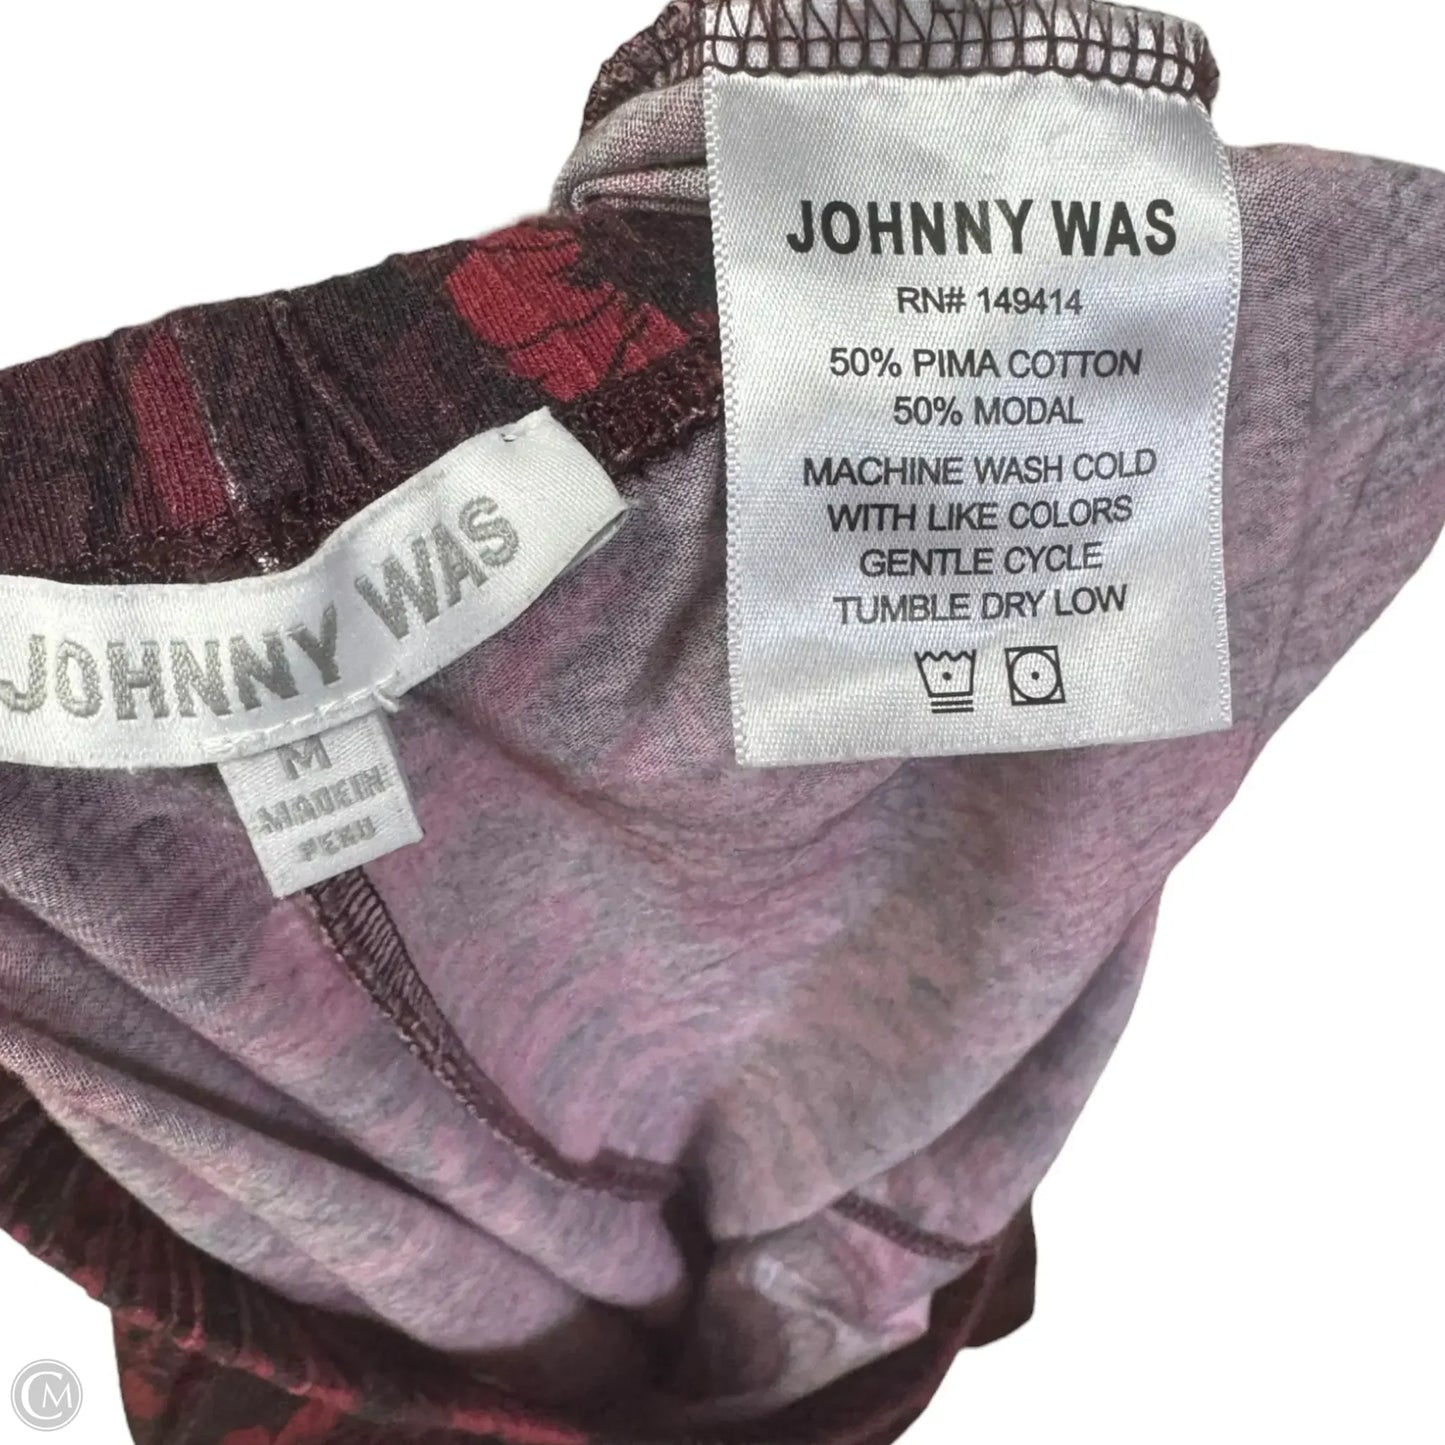 JOHNNY WAS
RN# 149414
50% PIMA COTTON
50% MODAL
MACHINE WASH COLD
WITH LIKE COLORS
GENTLE CYCLE
TUMBLE DRY LOW
JOHNNY WAS
M
MADE IN
PERU
CM